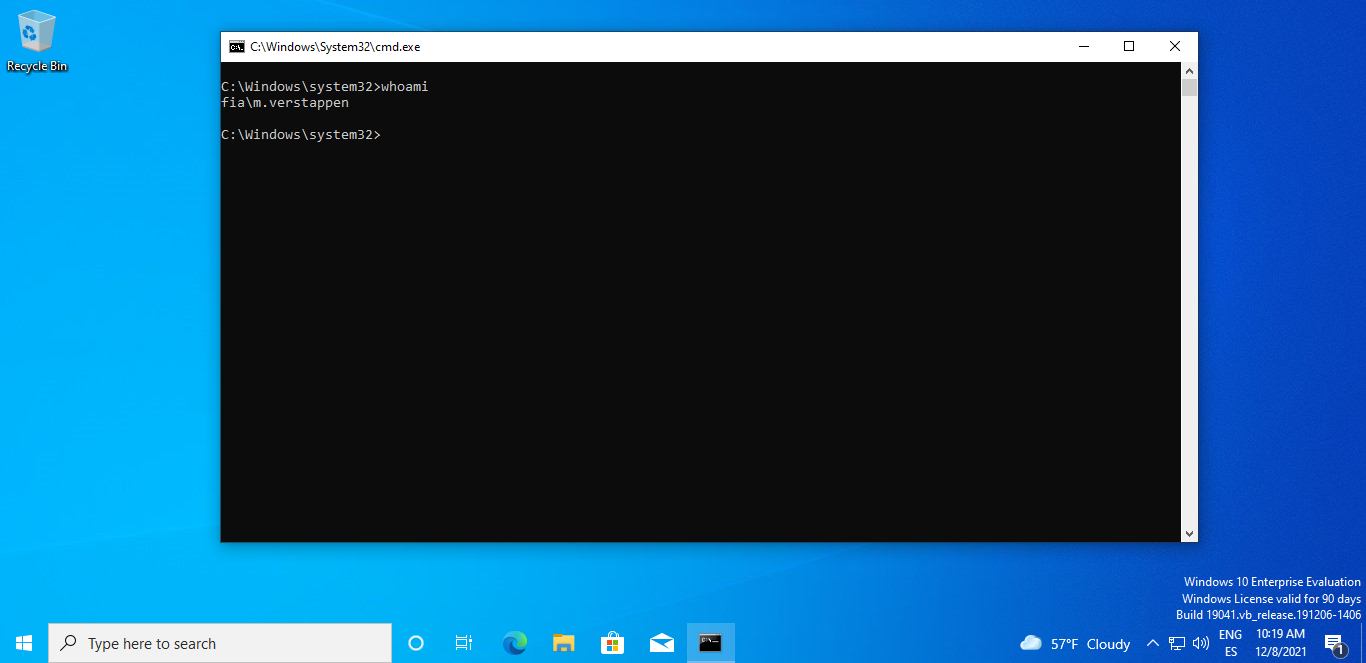 Recycle Bin
C:\Windows\System32\cmd.exe
C:\Windows\system32>whoami
fia\m.verstappen
C:\Windows\system32>
Windows 10 Enterprise Evaluation
Windows License valid for 90 days
Build 19041.vb_release.191206-1406
Type here to search
57°F Cloudy
ENG
ES
10:19 AM
12/8/2021
1